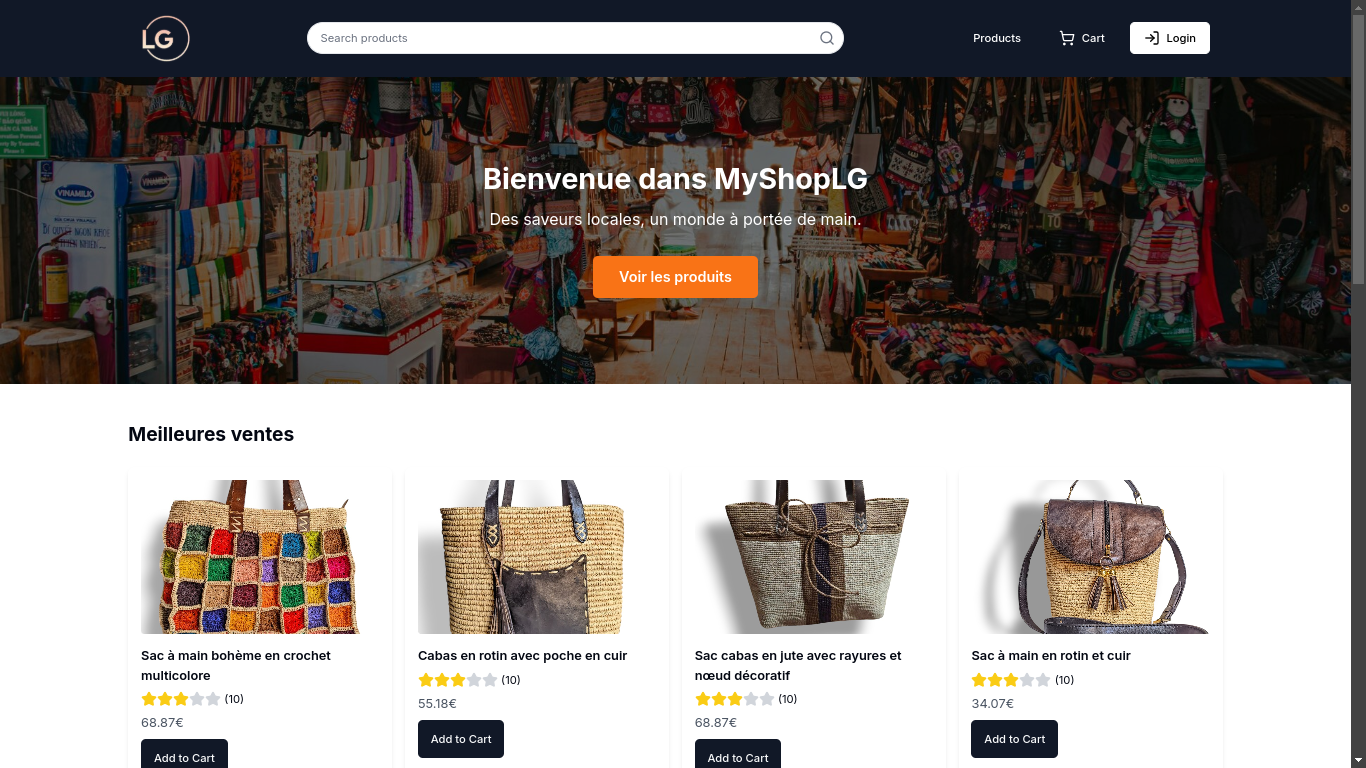 LG
Search products
Products
Cart
Login
VINAMILK
VINAMILK
Bienvenue dans MyShopLG
Des saveurs locales, un monde à portée de main.
Voir les produits
Meilleures ventes
Sac à main bohème en crochet
multicolore
(10)
68.87€
Add to Cart
Cabas en rotin avec poche en cuir
(10)
55.18€
Add to Cart
Sac cabas en jute avec rayures et
nœud décoratif
(10)
68.87€
Add to Cart
Sac à main en rotin et cuir
(10)
34.07€
Add to Cart